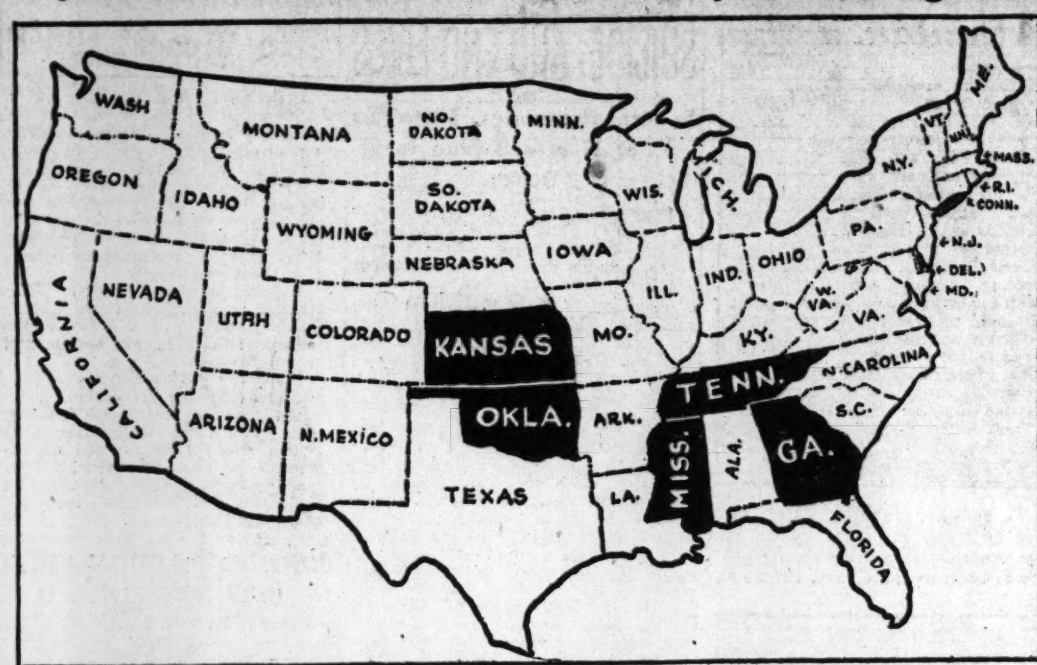 WASH
MONTANA
NO.
DAKOTA
MINN.
ME.
VT.
N.H.
←MASS.
N.Y.
OREGON
IDAHO
SO.
DAKOTA
WIS.
MICH.
←R.I.
CONN.
WYOMING
PA.
←N.J.
NEBRASKA
IOWA
OHIO
IND.
←DEL.)
← MD.,
NEVADA
UTAH
COLORADO
ILL.
W.
VA.
VA.
CALIFORNIA
KANSAS
MO.
KY.
N.CAROLINA
TENN.
ARIZONA
N.MEXICO
OKLA.
ARK.
S.C.
MISS.
ALA.
GA.
TEXAS
LA.
FLORIDA